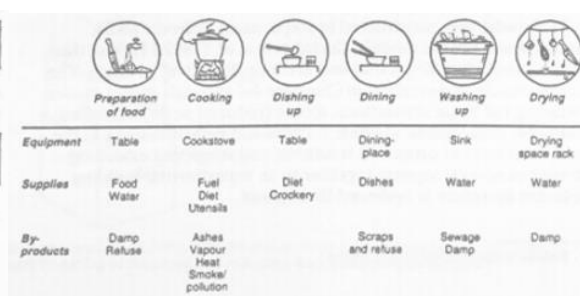 Preparation of food
Cooking
Dishing up
Dining
Washing up
Drying
Equipment Table Cookstove Table Dining-place Sink Drying space rack
Supplies Food Water Fuel Diet Utensils Diet Crockery Dishes Water Water
By-products Damp Refuse Ashes Vapour Heat Smoke/pollution Scraps and refuse Sewage Damp Damp